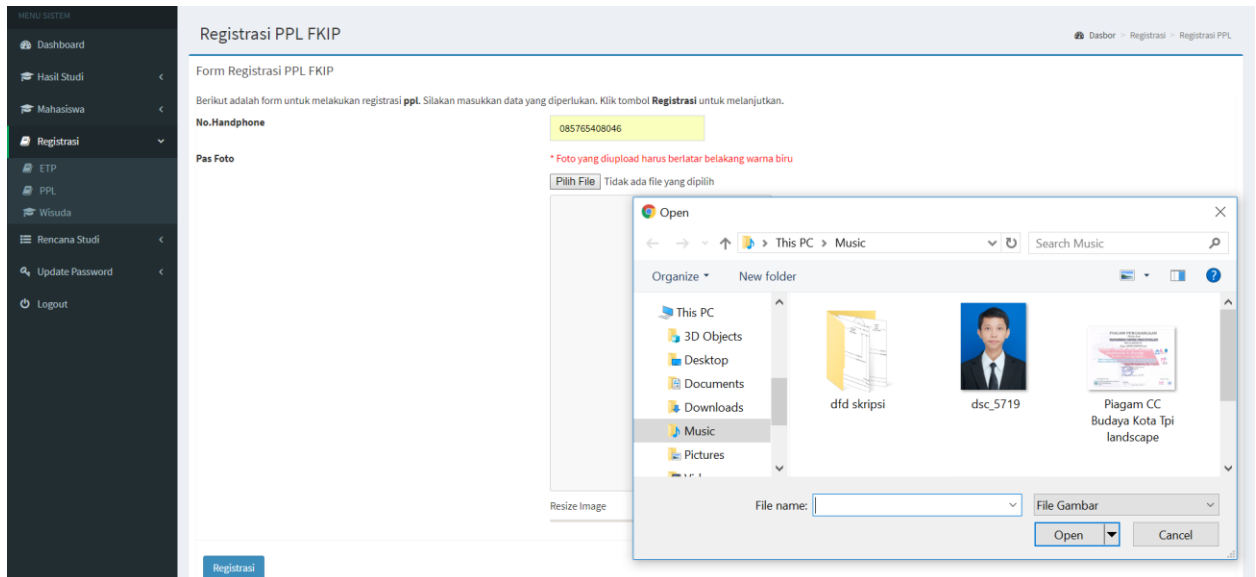 MENU SISTEM
Dashboard
Hasil Studi
Mahasiswa
Registrasi
ETP
PPL
Wisuda
Rencana Studi
Update Password
Logout
Registrasi PPL FKIP
Dasbor > Registrasi > Registrasi PPL
Form Registrasi PPL FKIP
Berikut adalah form untuk melakukan registrasi ppl. Silakan masukkan data yang diperlukan. Klik tombol Registrasi untuk melanjutkan.
No.Handphone
085765408046
Pas Foto
* Foto yang diupload harus berlatar belakang warna biru
Pilih File Tidak ada file yang dipilih
Resize Image
Registrasi
Open
This PC > Music
Search Music
Organize
New folder
This PC
3D Objects
Desktop
Documents
Downloads
Music
Pictures
dfd skripsi
dsc_5719
Piagam CC
Budaya Kota Tpi
landscape
File name:
File Gambar
Open
Cancel